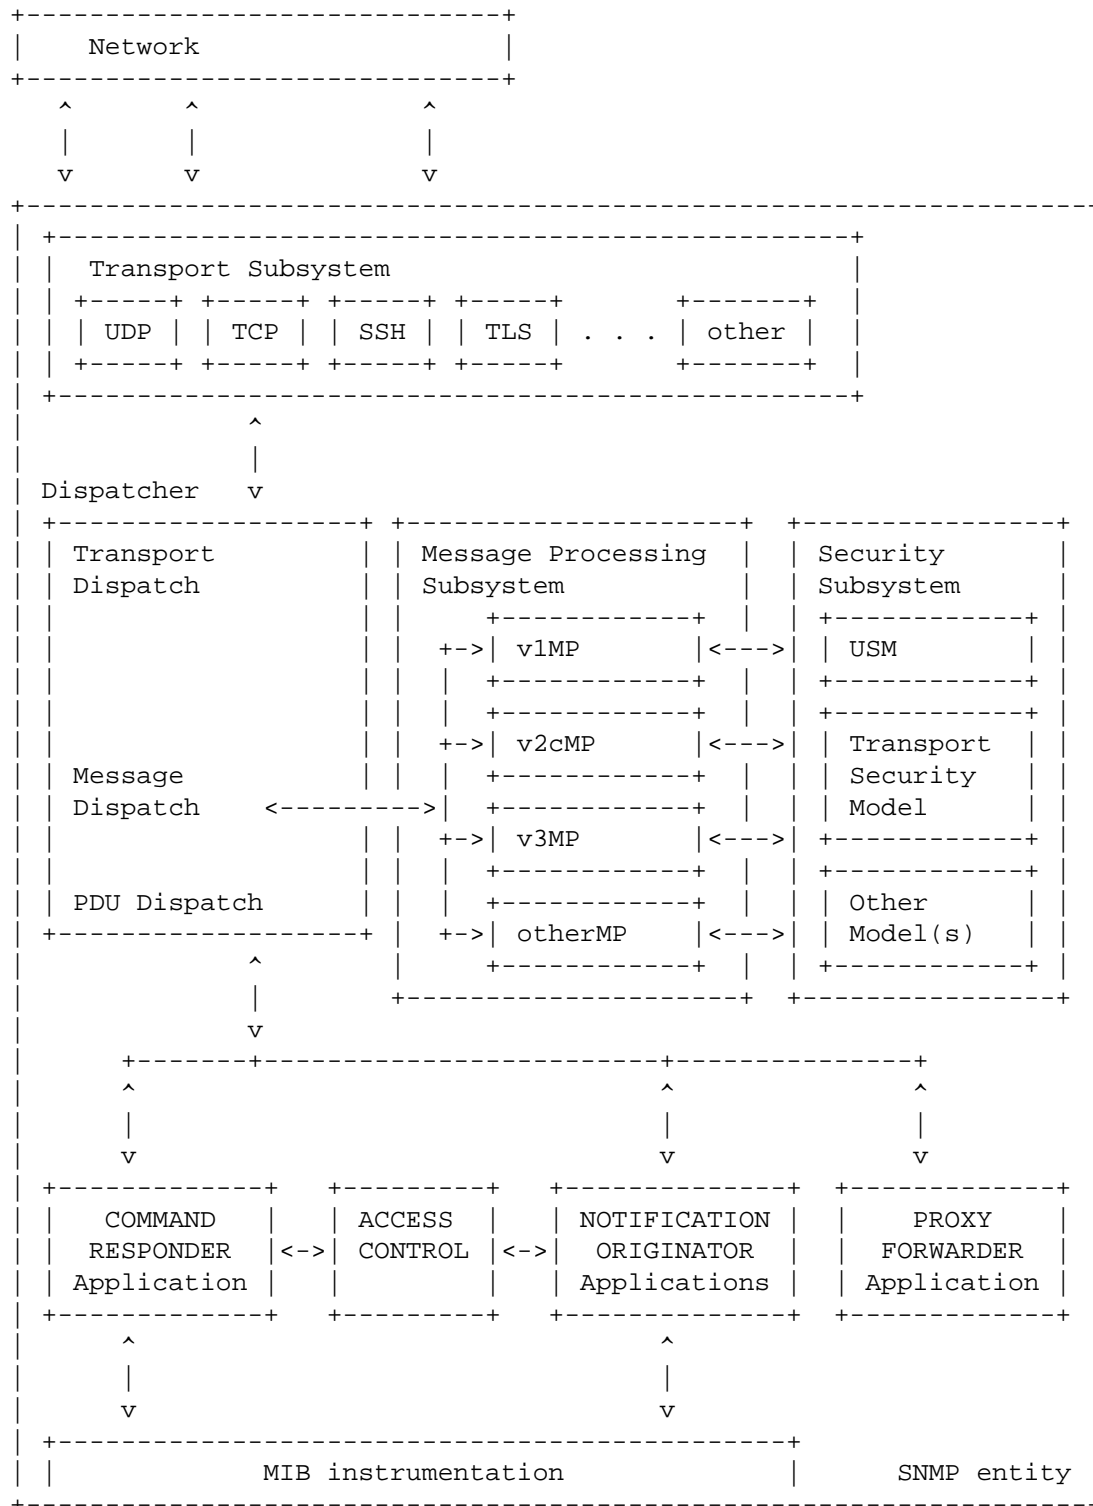 Network
Transport Subsystem
UDP TCP SSH TLS . . . other
Dispatcher
Transport Message Processing Security
Dispatch Subsystem Subsystem
v1MP USM
v2cMP Transport
Message Security
Dispatch Model
v3MP
PDU Dispatch Other
otherMP Model(s)
COMMAND ACCESS NOTIFICATION PROXY
RESPONDER CONTROL ORIGINATOR FORWARDER
Application Applications Application
MIB instrumentation SNMP entity